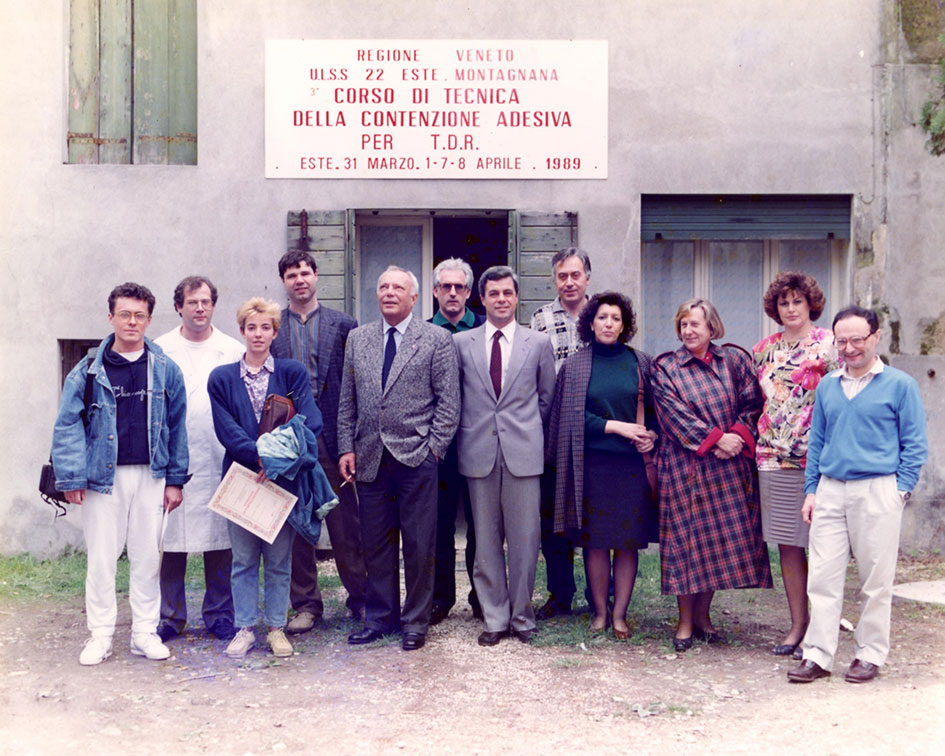 REGIONE VENETO
U.L.S.S 22 ESTE. MONTAGNANA
3° CORSO DI TECNICA
DELLA CONTENZIONE ADESIVA
PER T.D.R.
ESTE. 31 MARZO. 1-7-8 APRILE. 1989